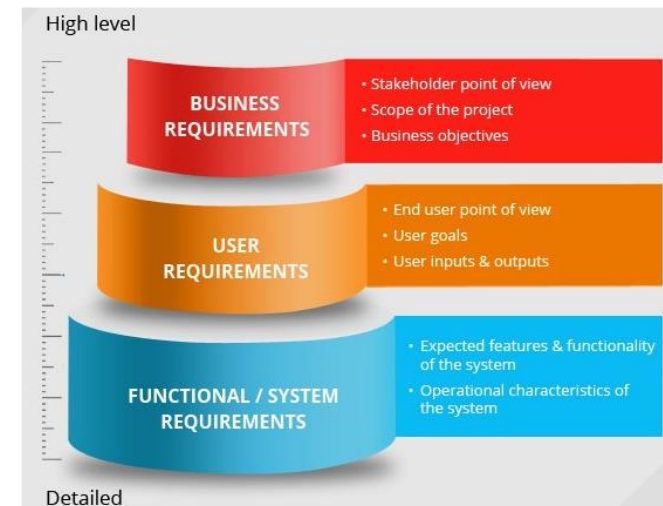 High level
BUSINESS
REQUIREMENTS
• Stakeholder point of view
• Scope of the project
• Business objectives
USER
REQUIREMENTS
• End user point of view
• User goals
• User inputs & outputs
FUNCTIONAL / SYSTEM
REQUIREMENTS
• Expected features & functionality
of the system
• Operational characteristics of
the system
Detailed